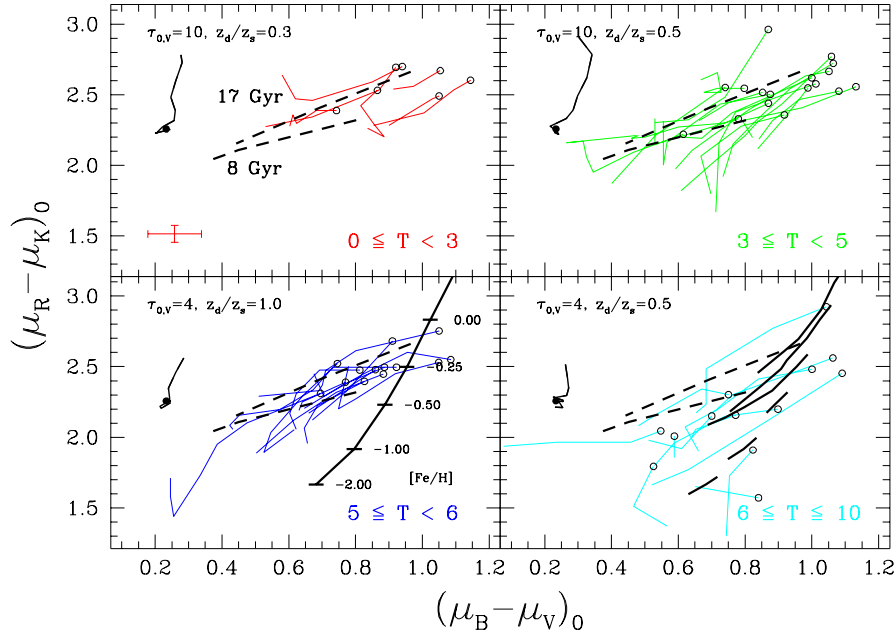 τ0,V=10, zd/zs=0.3
17 Gyr
8 Gyr
0 ≦ T < 3
τ0,V=10, zd/zs=0.5
3 ≦ T < 5
3.0
2.5
2.0
1.5
τ0,V=4, zd/zs=1.0
0.00
-0.25
-0.50
-1.00
-2.00
[Fe/H]
5 ≦ T < 6
τ0,V=4, zd/zs=0.5
6 ≦ T ≦ 10
3.0
2.5
2.0
1.5
0.2 0.4 0.6 0.8 1.0 1.2
0.2 0.4 0.6 0.8 1.0 1.2
(μR−μK)0
(μB−μV)0